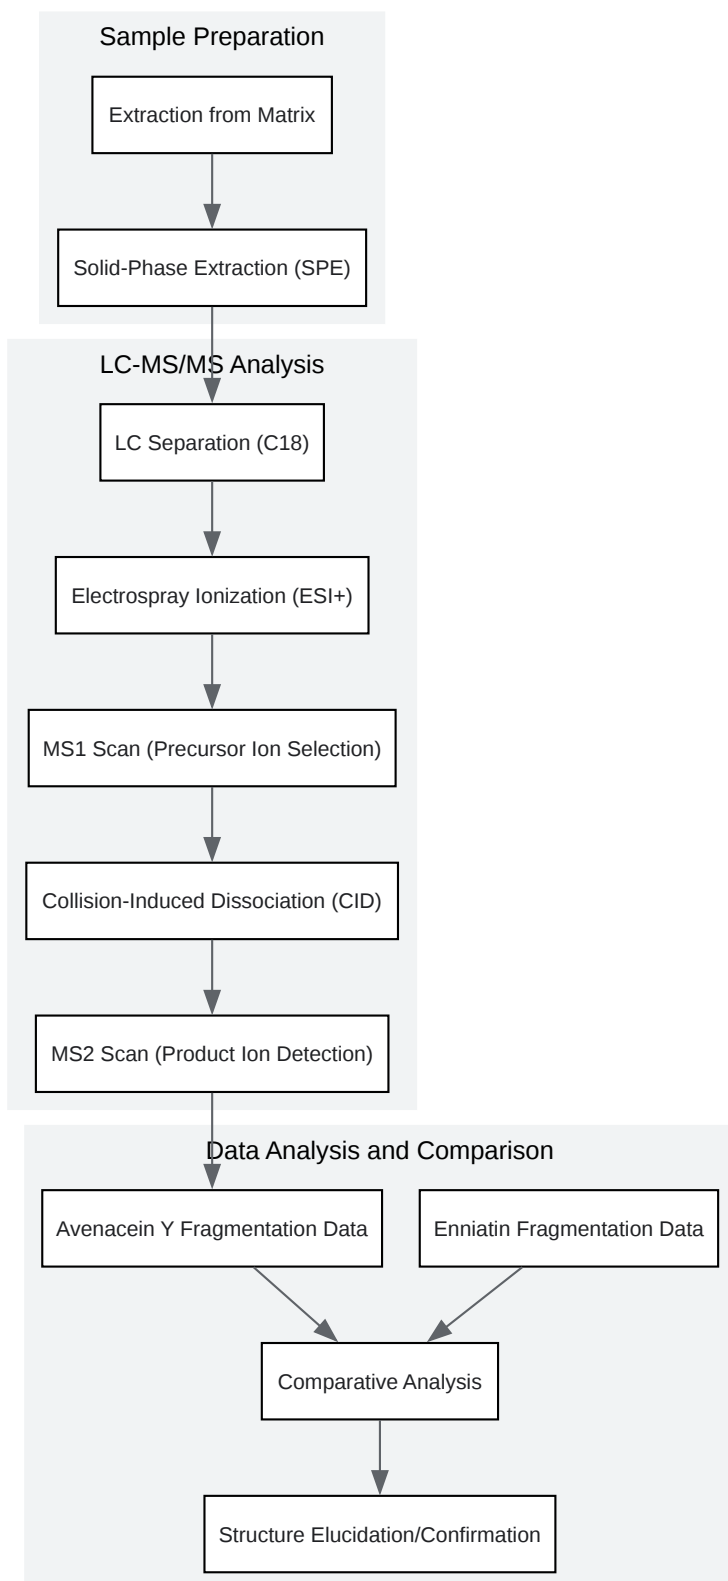 Sample Preparation
Extraction from Matrix
Solid-Phase Extraction (SPE)
LC-MS/MS Analysis
LC Separation (C18)
Electrospray Ionization (ESI+)
MS1 Scan (Precursor Ion Selection)
Collision-Induced Dissociation (CID)
MS2 Scan (Product Ion Detection)
Data Analysis and Comparison
Avenacein Y Fragmentation Data
Enniatin Fragmentation Data
Comparative Analysis
Structure Elucidation/Confirmation